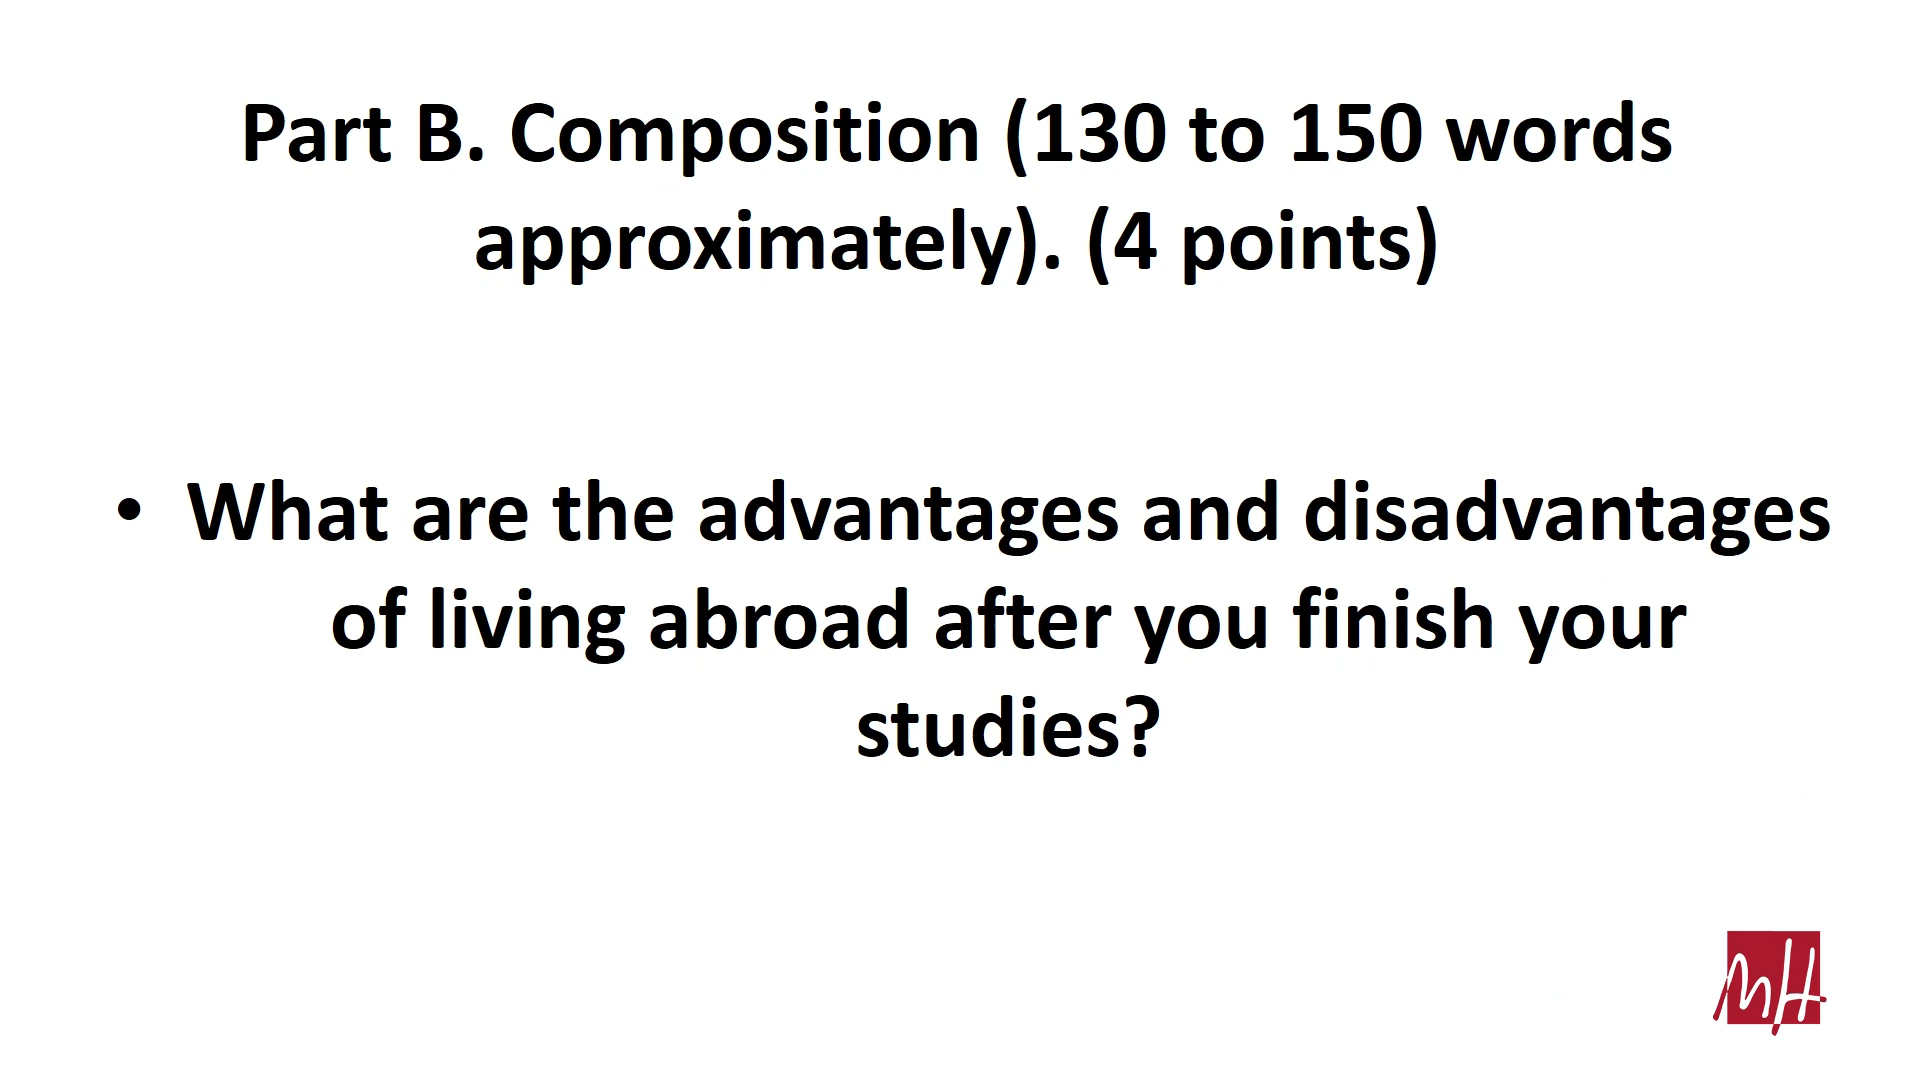 Part B. Composition (130 to 150 words
approximately). (4 points)
• What are the advantages and disadvantages
of living abroad after you finish your
studies?
MH